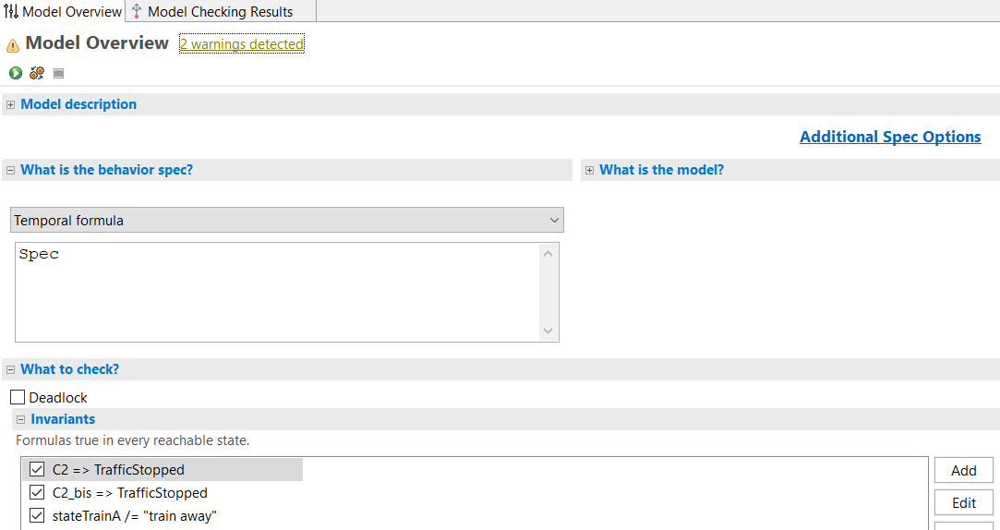 Model Overview
Model Checking Results
Model Overview
2 warnings detected
Model description
Additional Spec Options
What is the behavior spec?
What is the model?
Temporal formula
Spec
What to check?
Deadlock
Invariants
Formulas true in every reachable state.
C2 => TrafficStopped
Add
C2_bis => TrafficStopped
Edit
stateTrainA /= "train away"